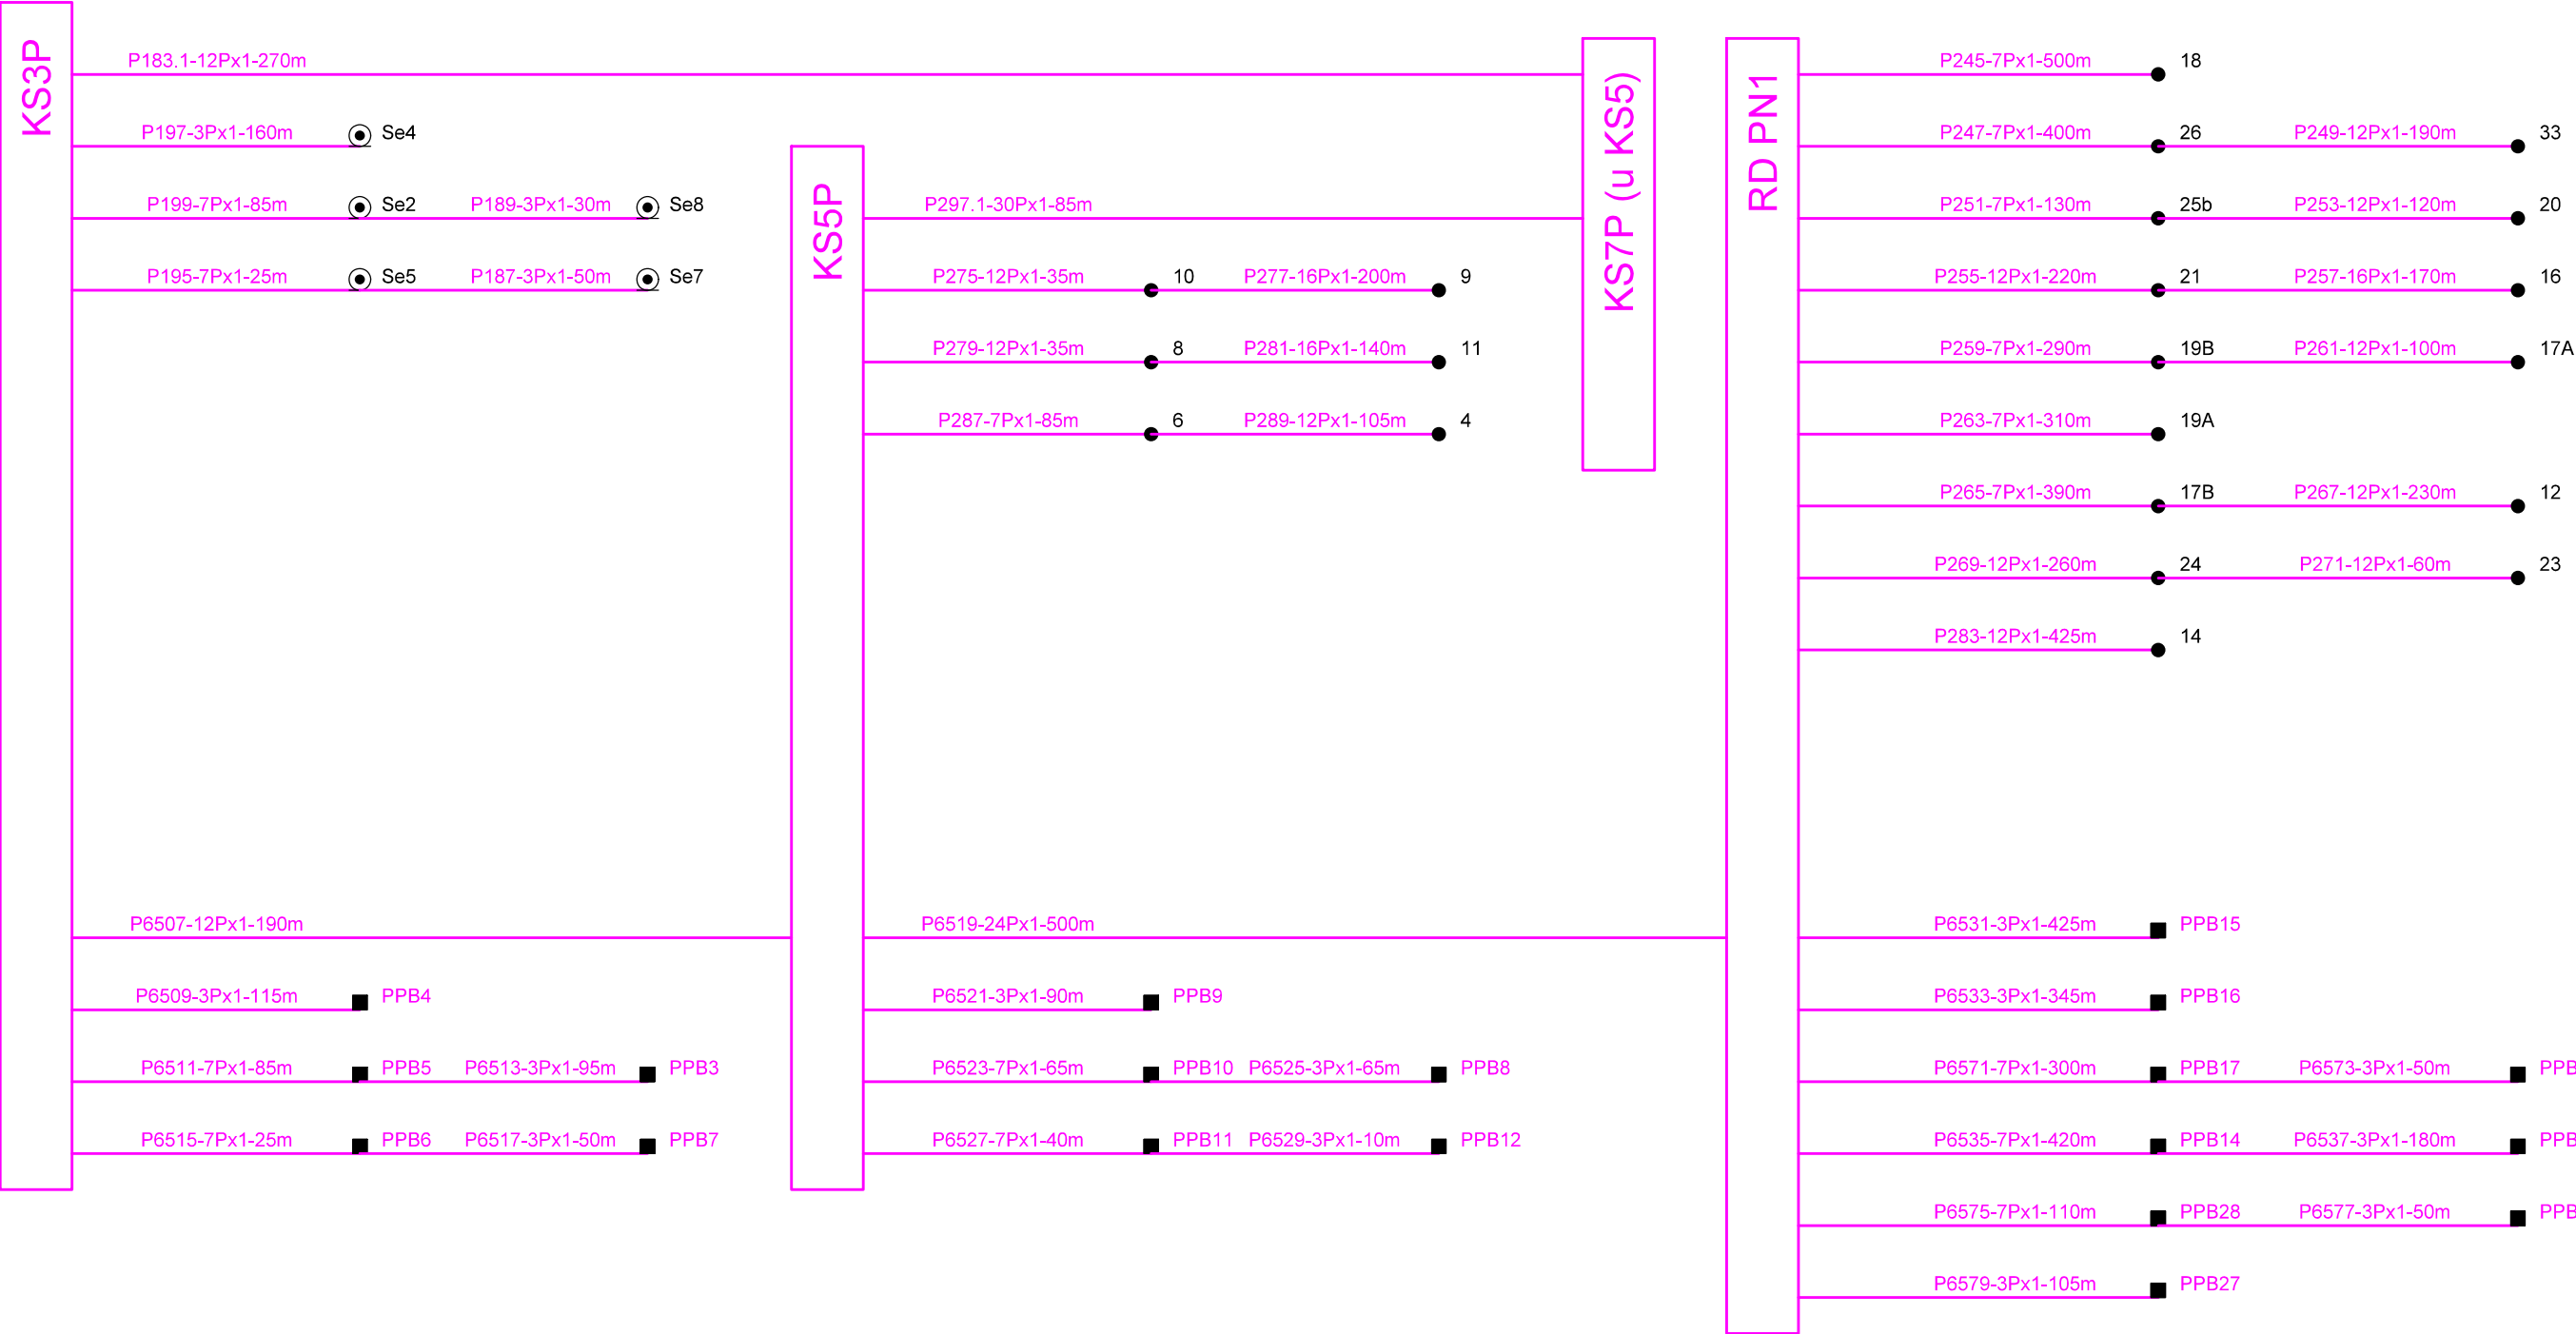 KS3P
P183.1-12Px1-270m
P197-3Px1-160m Se4
P199-7Px1-85m Se2 P189-3Px1-30m Se8
P195-7Px1-25m Se5 P187-3Px1-50m Se7
P6507-12Px1-190m
P6509-3Px1-115m PPB4
P6511-7Px1-85m PPB5 P6513-3Px1-95m PPB3
P6515-7Px1-25m PPB6 P6517-3Px1-50m PPB7
KS5P
P297.1-30Px1-85m
P275-12Px1-35m 10 P277-16Px1-200m 9
P279-12Px1-35m 8 P281-16Px1-140m 11
P287-7Px1-85m 6 P289-12Px1-105m 4
P6519-24Px1-500m
P6521-3Px1-90m PPB9
P6523-7Px1-65m PPB10 P6525-3Px1-65m PPB8
P6527-7Px1-40m PPB11 P6529-3Px1-10m PPB12
KS7P (u KS5)
RD PN1
P245-7Px1-500m 18
P247-7Px1-400m 26 P249-12Px1-190m 33
P251-7Px1-130m 25b P253-12Px1-120m 20
P255-12Px1-220m 21 P257-16Px1-170m 16
P259-7Px1-290m 19B P261-12Px1-100m 17A
P263-7Px1-310m 19A
P265-7Px1-390m 17B P267-12Px1-230m 12
P269-12Px1-260m 24 P271-12Px1-60m 23
P283-12Px1-425m 14
P6531-3Px1-425m PPB15
P6533-3Px1-345m PPB16
P6571-7Px1-300m PPB17 P6573-3Px1-50m
P6535-7Px1-420m PPB14 P6537-3Px1-180m
P6575-7Px1-110m PPB28 P6577-3Px1-50m
P6579-3Px1-105m PPB27